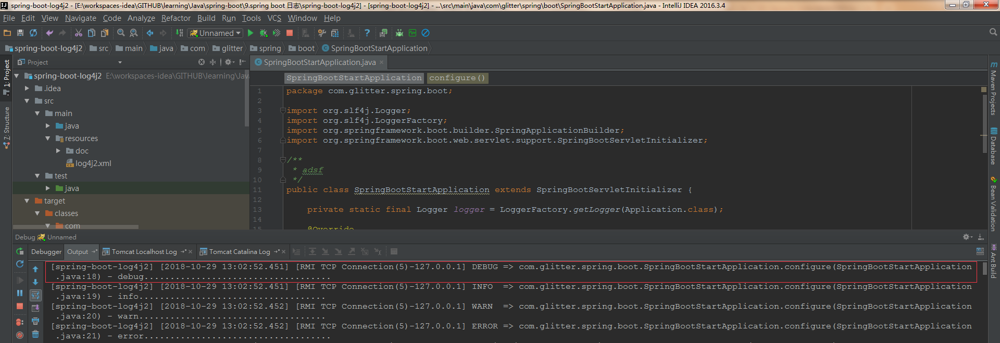 spring-boot-log4j2 - [E:\workspaces-idea\GITHUB\learning\Java\spring-boot\9.spring boot 日志\spring-boot-log4j2] - [spring-boot-log4j2] - ...\src\main\java\com\glitter\spring\boot\SpringBootStartApplication.java - IntelliJ IDEA 2016.3.4
File Edit View Navigate Code Analyze Refactor Build Run Tools VCS Window Help
Unnamed
spring-boot-log4j2 src main java com glitter spring boot SpringBootStartApplication
1: Project
7: Structure
Project
spring-boot-log4j2 E:\workspaces-idea\GITHUB\learning\Jav
.idea
src
main
java
resources
doc
log4j2.xml
test
java
target
classes
com
SpringBootStartApplication.java
SpringBootStartApplication configure()
1 package com.glitter.spring.boot;
2
3 import org.slf4j.Logger;
4 import org.slf4j.LoggerFactory;
5 import org.springframework.boot.builder.SpringApplicationBuilder;
6 import org.springframework.boot.web.servlet.support.SpringBootServletInitializer;
7
8 /**
9 * adsf
10 */
11 public class SpringBootStartApplication extends SpringBootServletInitializer {
12
13 private static final Logger logger = LoggerFactory.getLogger(Application.class);
14
15 @Override
Maven Projects
Database
Bean Validation
Ant Build
Debug Unnamed
Debugger Output Tomcat Localhost Log Tomcat Catalina Log
[spring-boot-log4j2] [2018-10-29 13:02:52.451] [RMI TCP Connection(5)-127.0.0.1] DEBUG => com.glitter.spring.boot.SpringBootStartApplication.configure(SpringBootStartApplication
.java:18) - debug....................................
[spring-boot-log4j2] [2018-10-29 13:02:52.451] [RMI TCP Connection(5)-127.0.0.1] INFO  => com.glitter.spring.boot.SpringBootStartApplication.configure(SpringBootStartApplication
.java:19) - info....................................
[spring-boot-log4j2] [2018-10-29 13:02:52.452] [RMI TCP Connection(5)-127.0.0.1] WARN  => com.glitter.spring.boot.SpringBootStartApplication.configure(SpringBootStartApplication
.java:20) - warn....................................
[spring-boot-log4j2] [2018-10-29 13:02:52.452] [RMI TCP Connection(5)-127.0.0.1] ERROR => com.glitter.spring.boot.SpringBootStartApplication.configure(SpringBootStartApplication
.java:21) - error....................................